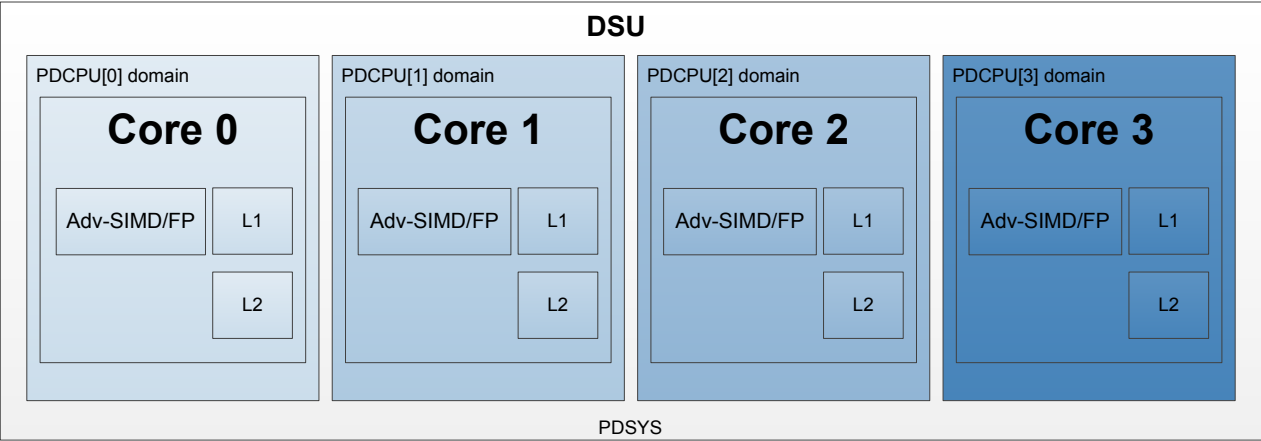 DSU
PDCPU[0] domain
Core 0
Adv-SIMD/FP
L1
L2
PDCPU[1] domain
Core 1
Adv-SIMD/FP
L1
L2
PDCPU[2] domain
Core 2
Adv-SIMD/FP
L1
L2
PDCPU[3] domain
Core 3
Adv-SIMD/FP
L1
L2
PDSYS